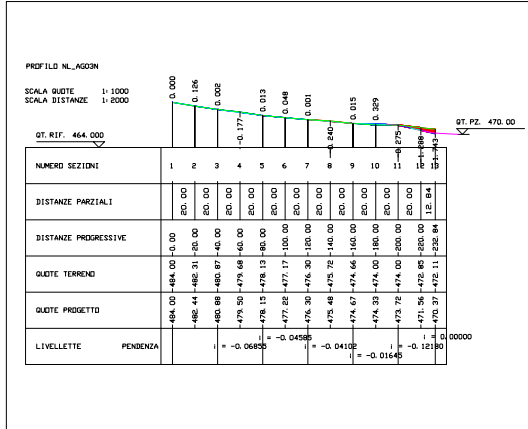 PROFILO NL_AG03N
SCALA QUOTE 1:1000
SCALA DISTANZE 1:2000
0.000 0.126 0.002 -0.177 0.013 0.048 0.001 -0.240 0.015 0.329 -0.275 -1.288 -1.743
QT. PZ. 470.00
QT. RIF. 464.000
NUMERO SEZIONI 1 2 3 4 5 6 7 8 9 10 11 12 13
DISTANZE PARZIALI 20.00 20.00 20.00 20.00 20.00 20.00 20.00 20.00 20.00 20.00 20.00 12.84
DISTANZE PROGRESSIVE -0.00 -20.00 -40.00 -60.00 -80.00 -100.00 -120.00 -140.00 -160.00 -180.00 -200.00 -220.00 -232.84
QUOTE TERRENO -484.00 -482.31 -480.87 -479.68 -478.13 -477.17 -476.30 -475.72 -474.66 -474.00 -474.00 -472.85 -472.11
QUOTE PROGETTO -484.00 -482.44 -480.88 -479.50 -478.15 -477.22 -476.30 -475.48 -474.67 -474.33 -473.72 -471.56 -470.37
LIVELLETTE PENDENZA i = -0.06855 i = -0.04585 i = -0.04102 i = -0.01645 i = -0.12180 i = 0.00000